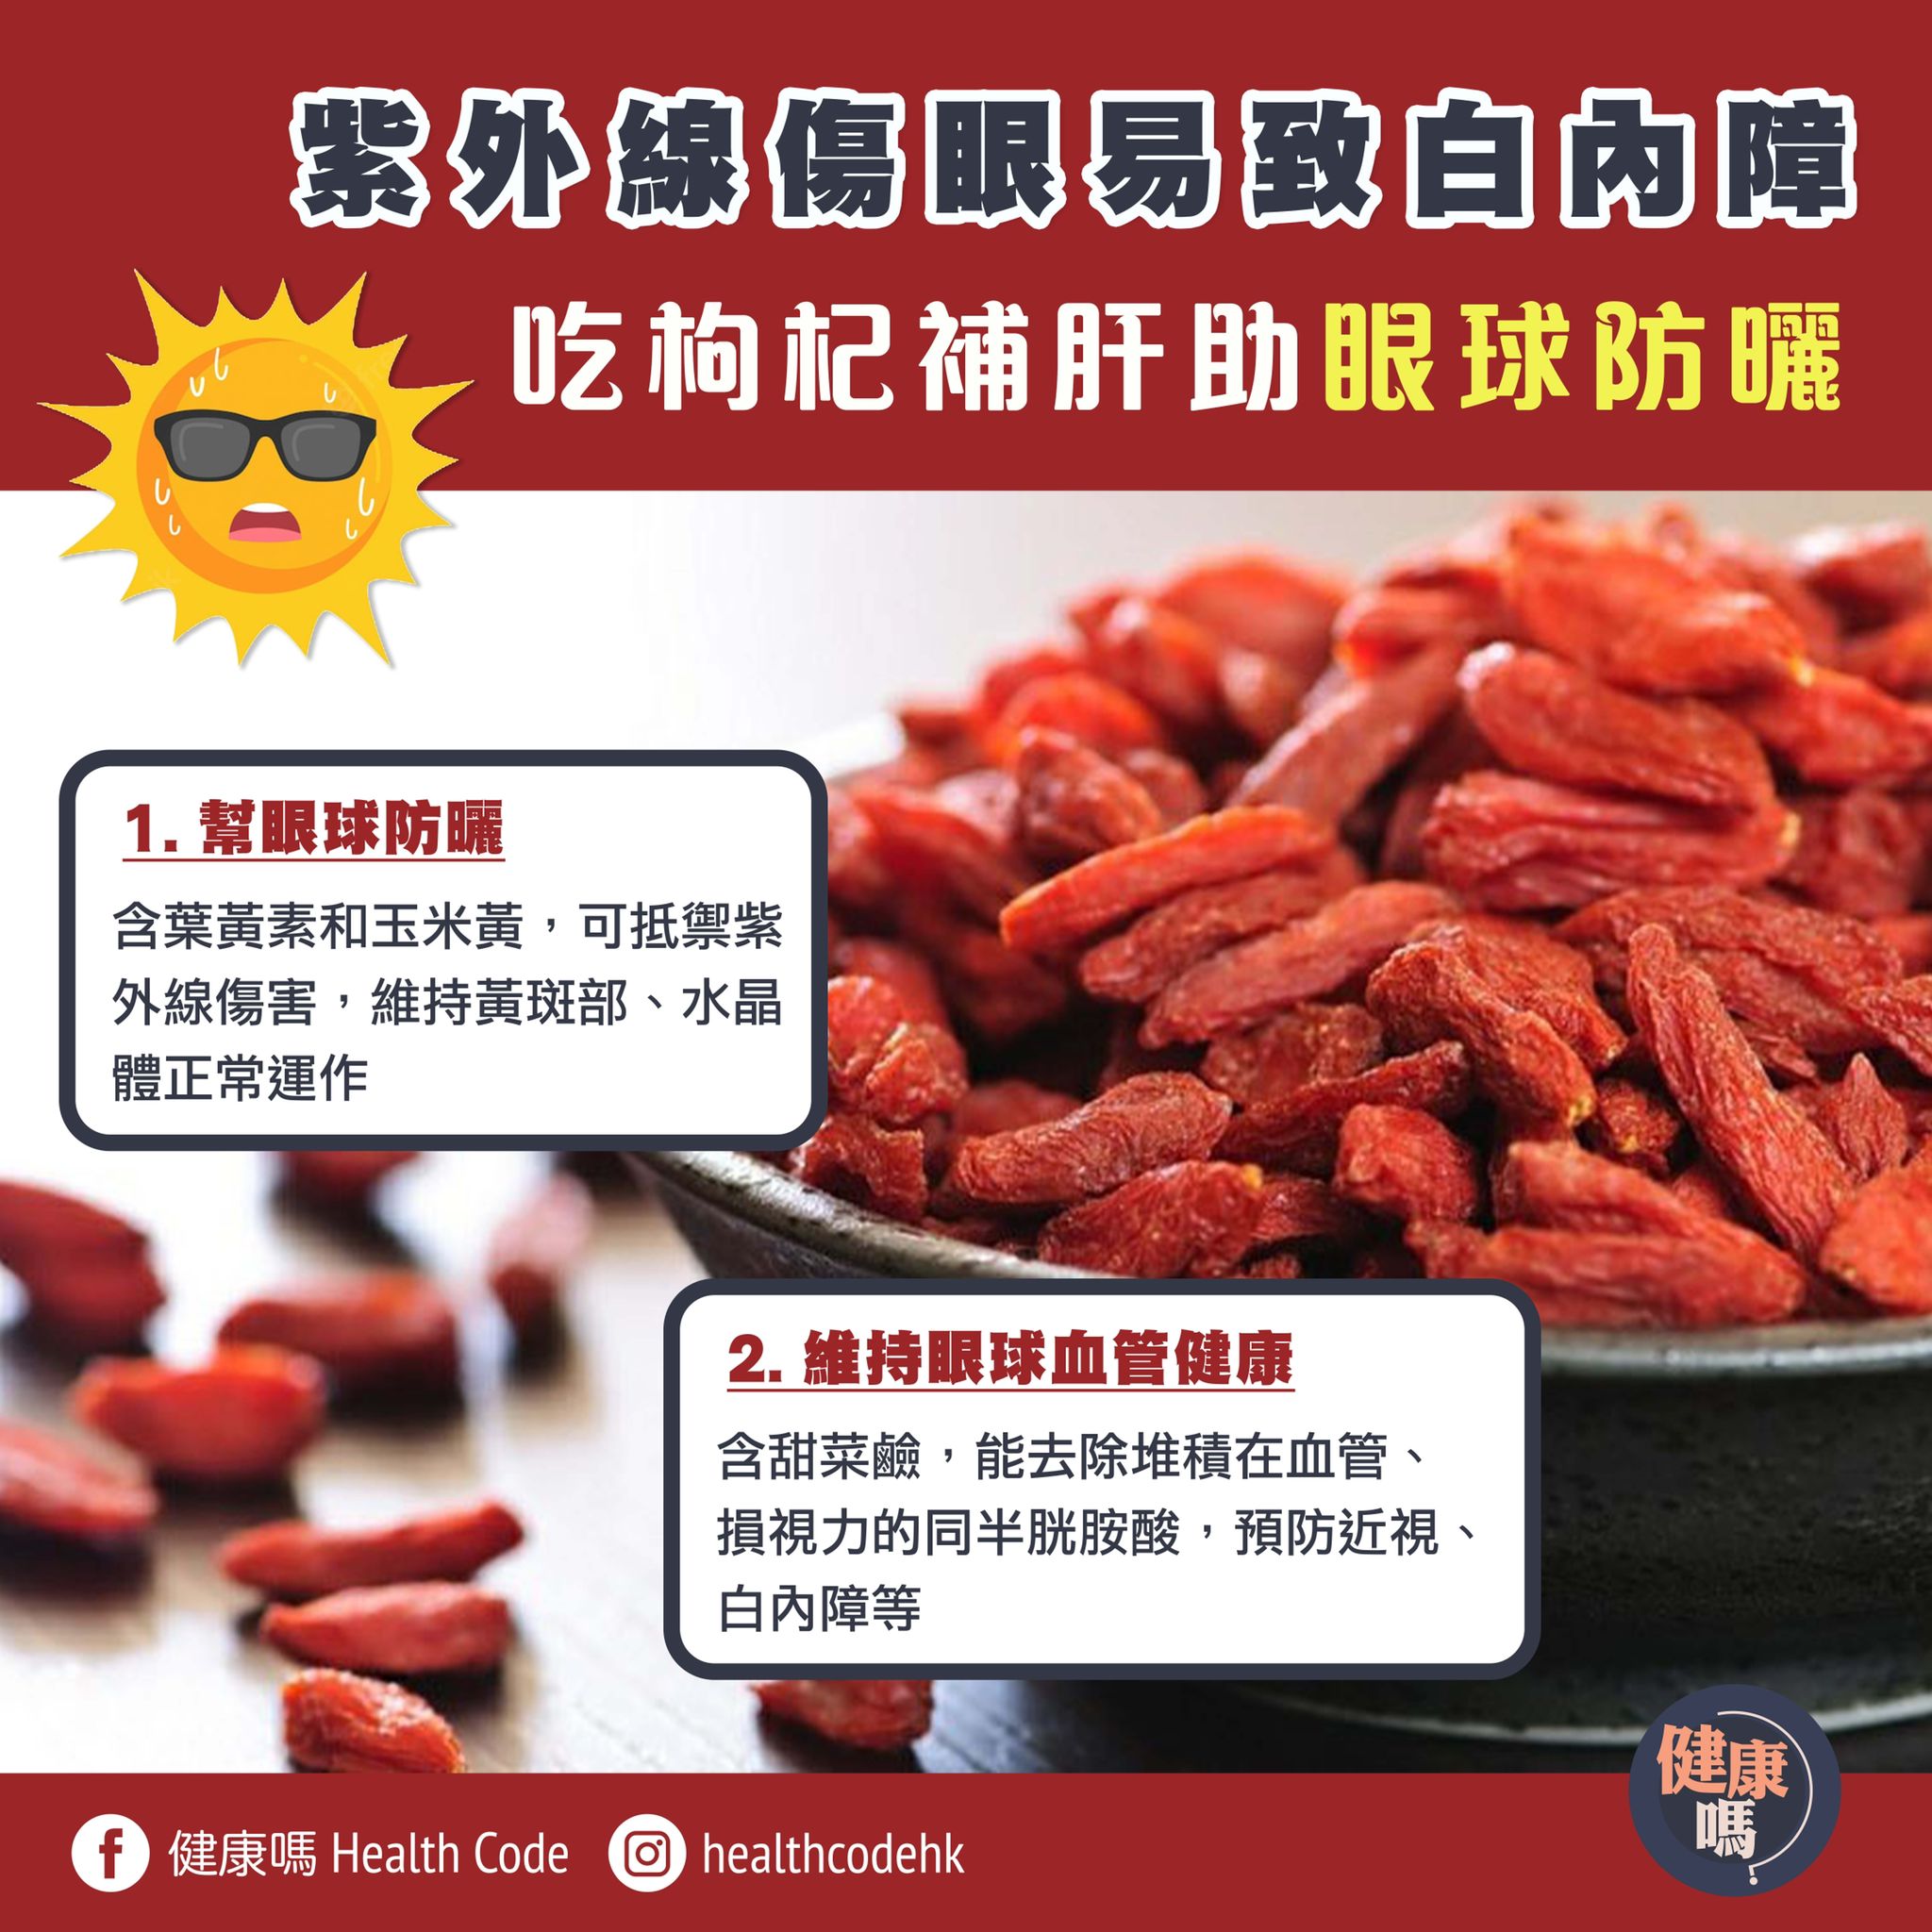 紫外線傷眼易致白內障
吃枸杞補肝助眼球防曬
1. 幫眼球防曬
含葉黃素和玉米黃，可抵禦紫
外線傷害，維持黃斑部、水晶
體正常運作
2. 維持眼球血管健康
含甜菜鹼，能去除堆積在血管、
損視力的同半胱胺酸，預防近視、
白內障等
健康嗎 Health Code
healthcodehk
健康
嗎?